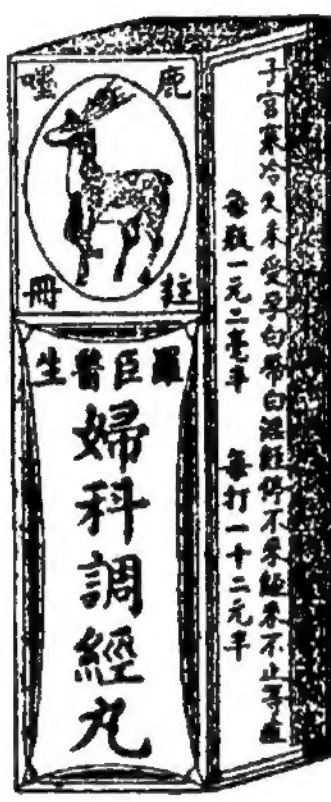 鹿嘜
註冊
羅臣醫生
婦科調經丸
子宮寒冷久未受孕白帶白淫經停不來經來不止等症
每瓶一元二毫半 每打一十二元半